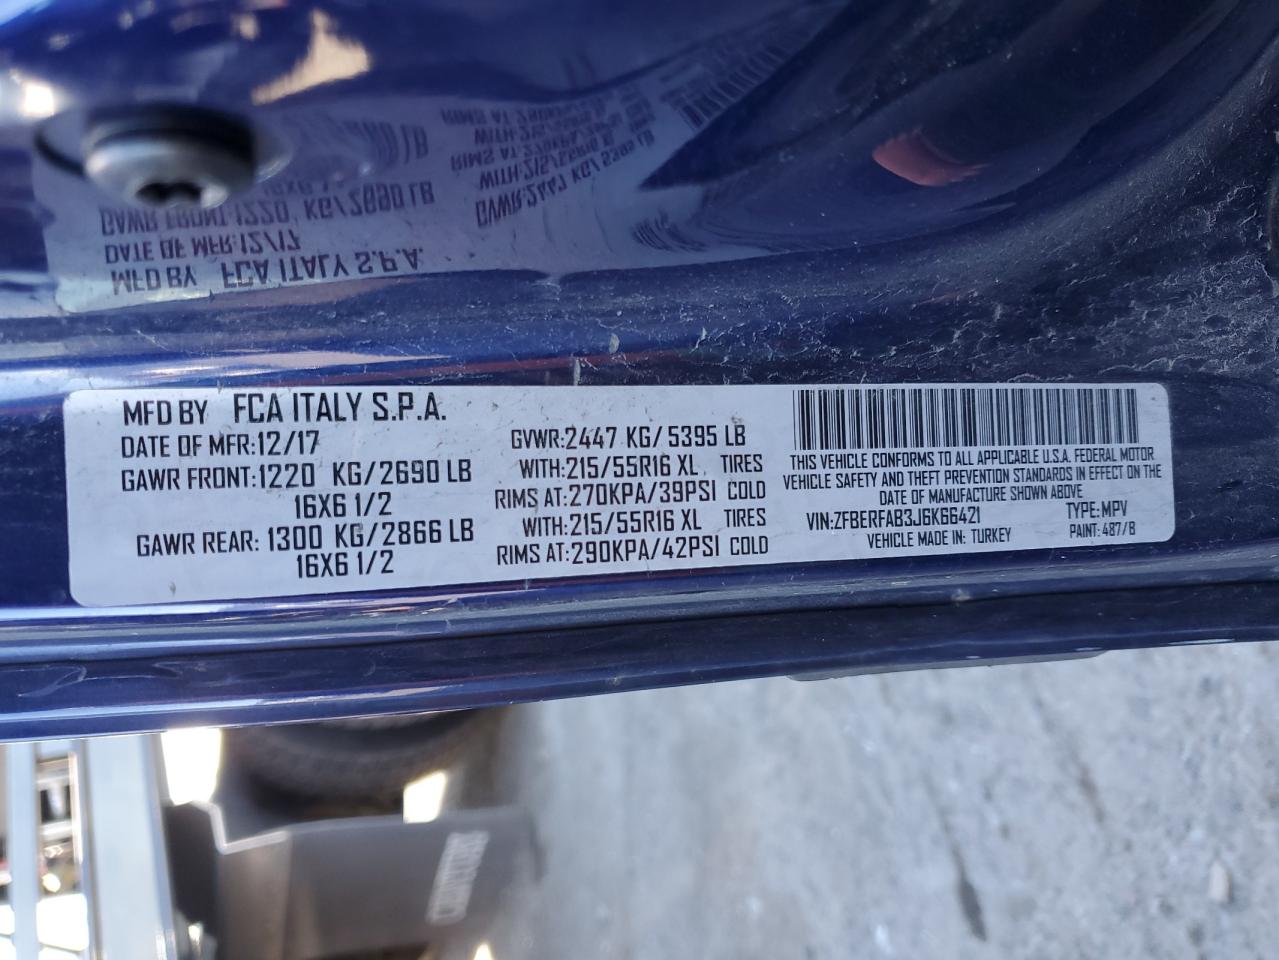 MFD BY FCA ITALY S.P.A.
DATE OF MFR:12/17
GAWR FRONT:1220 KG/2690 LB
16X6 1/2
GAWR REAR: 1300 KG/2866 LB
16X6 1/2
GVWR:2447 KG/5395 LB
WITH:215/55R16 XL TIRES
RIMS AT:270KPA/39PSI COLD
WITH:215/55R16 XL TIRES
RIMS AT:290KPA/42PSI COLD
THIS VEHICLE CONFORMS TO ALL APPLICABLE U.S.A. FEDERAL MOTOR
VEHICLE SAFETY AND THEFT PREVENTION STANDARDS IN EFFECT ON THE
DATE OF MANUFACTURE SHOWN ABOVE
VIN:ZFBERFAB3J6K66421 TYPE: MPV
VEHICLE MADE IN: TURKEY PAINT: 487/B